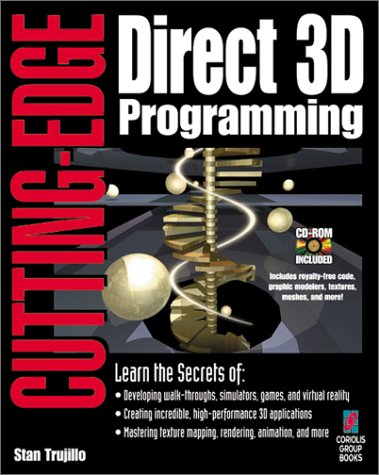 CUTTING-EDGE
Direct 3D
Programming
CD-ROM
INCLUDED
Includes royalty-free code,
graphic modelers, textures,
meshes, and more!
Learn the Secrets of:
• Developing walk-throughs, simulators, games, and virtual reality
• Creating incredible, high-performance 3D applications
• Mastering texture mapping, rendering, animation, and more
Stan Trujillo
CORIOLIS
GROUP
BOOKS